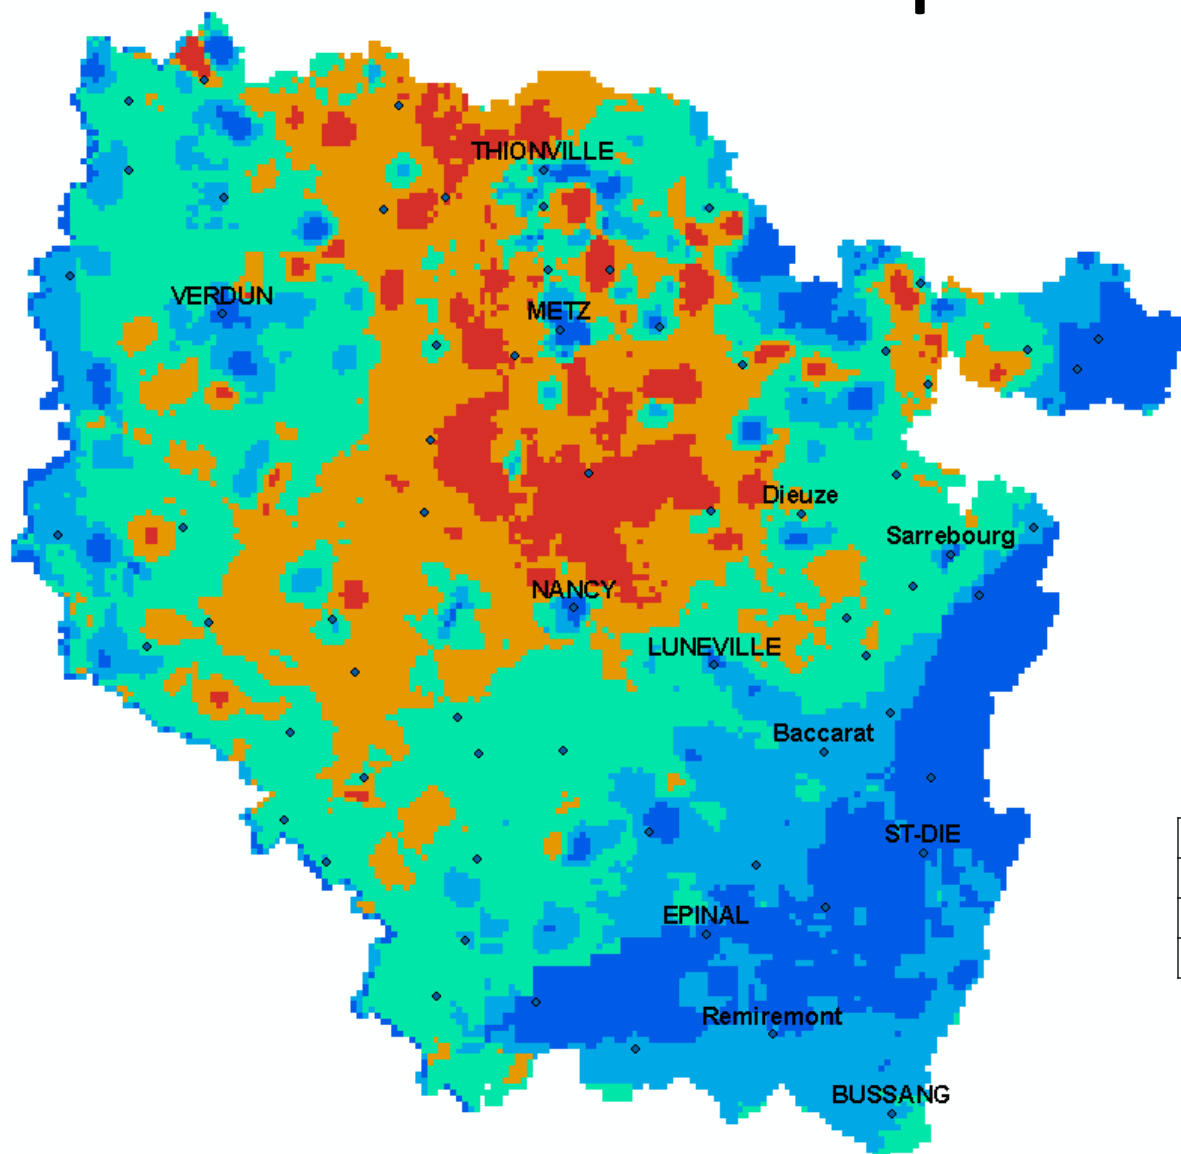 THIONVILLE
VERDUN
METZ
Dieuze
Sarrebourg
NANCY
LUNEVILLE
Baccarat
ST-DIE
EPINAL
Remiremont
BUSSANG